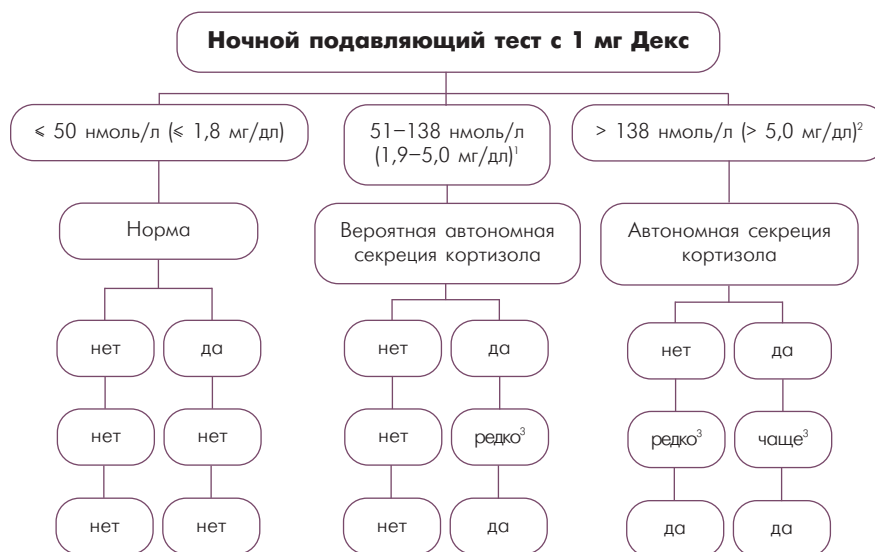 Ночной подавляющий тест с 1 мг Декс
⩽ 50 нмоль/л (⩽ 1,8 мг/дл)
51–138 нмоль/л
(1,9–5,0 мг/дл)¹
> 138 нмоль/л (> 5,0 мг/дл)²
Норма
Вероятная автономная
секреция кортизола
Автономная секреция
кортизола
нет
да
нет
да
нет
да
нет
нет
нет
редко³
редко³
чаще³
нет
нет
нет
да
да
да